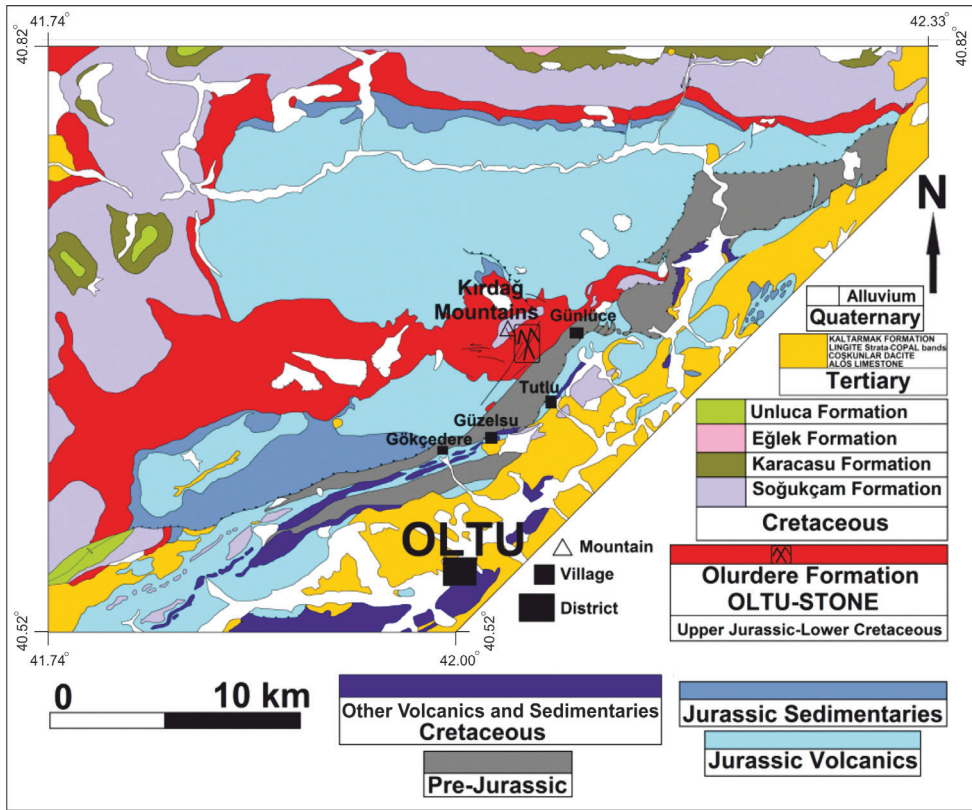 41.74°
42.33°
40.82°
40.82°
N
Kırdağ
Mountains
Günlüce
Tutlu
Güzelsu
Gökçedere
OLTU
Alluvium
Quaternary
KALTARMAK FORMATION
LINGITE Strata-COPAL bands
COŞKUNLAR DACITE
ALOS LIMESTONE
Tertiary
Unluca Formation
Eğlek Formation
Karacasu Formation
Soğukçam Formation
Cretaceous
Olurdere Formation
OLTU-STONE
Upper Jurassic-Lower Cretaceous
Mountain
Village
District
40.52°
40.52°
41.74°
42.00°
0 10 km
Other Volcanics and Sedimentaries
Cretaceous
Pre-Jurassic
Jurassic Sedimentaries
Jurassic Volcanics